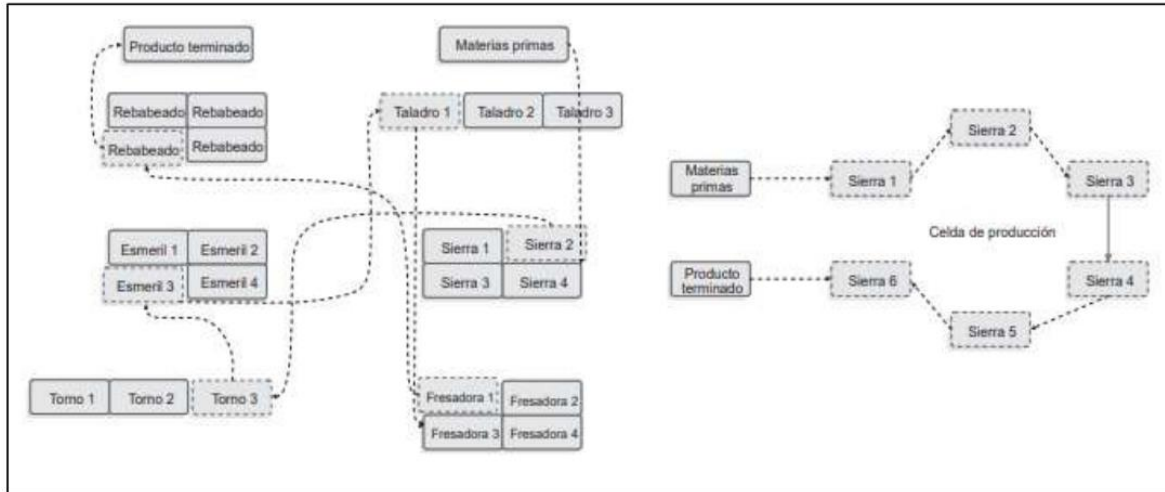 Producto terminado
Materias primas
Rebabeado
Rebabeado
Rebabeado
Rebabeado
Taladro 1
Taladro 2
Taladro 3
Esmeril 1
Esmeril 2
Esmeril 3
Esmeril 4
Sierra 1
Sierra 2
Sierra 3
Sierra 4
Torno 1
Torno 2
Torno 3
Fresadora 1
Fresadora 2
Fresadora 3
Fresadora 4
Materias
primas
Sierra 1
Sierra 2
Sierra 3
Celda de producción
Producto
terminado
Sierra 6
Sierra 4
Sierra 5